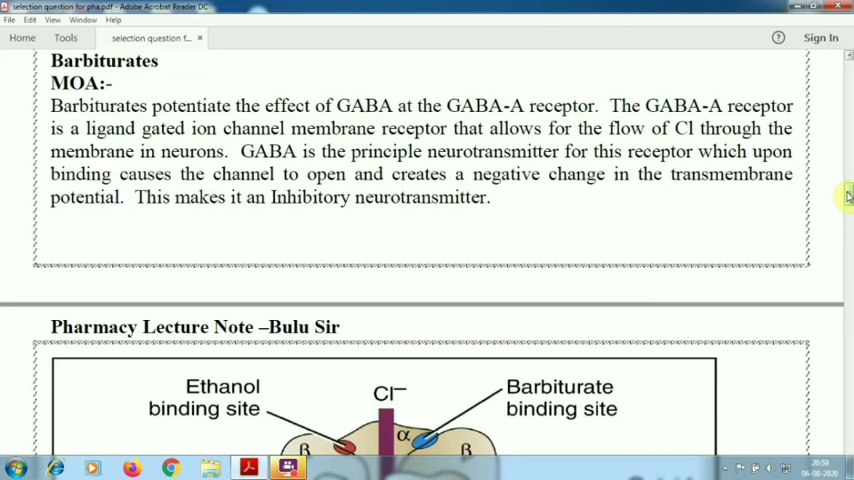 selection question for pha.pdf - Adobe Acrobat Reader DC
File Edit View Window Help
Home Tools selection question f... × ? Sign In
Barbiturates
MOA:-
Barbiturates potentiate the effect of GABA at the GABA-A receptor. The GABA-A receptor
is a ligand gated ion channel membrane receptor that allows for the flow of Cl through the
membrane in neurons. GABA is the principle neurotransmitter for this receptor which upon
binding causes the channel to open and creates a negative change in the transmembrane
potential. This makes it an Inhibitory neurotransmitter.
Pharmacy Lecture Note –Bulu Sir
Ethanol
binding site
Cl–
Barbiturate
binding site
α
β
β
20:59
06-08-2020